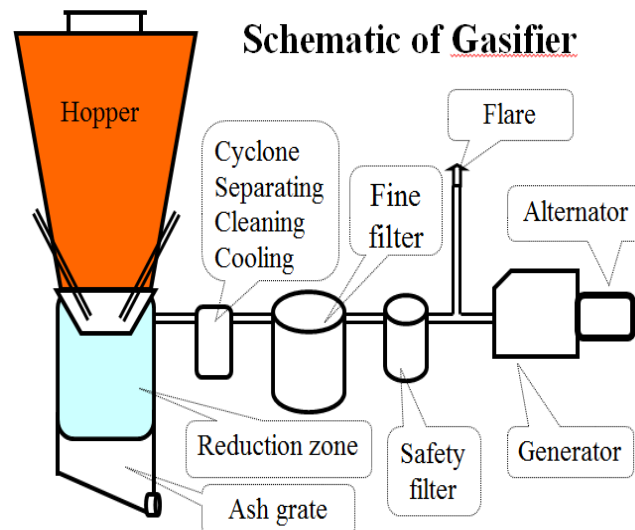 Schematic of Gasifier
Hopper
Cyclone
Separating
Cleaning
Cooling
Fine
filter
Flare
Alternator
Reduction zone
Ash grate
Safety
filter
Generator